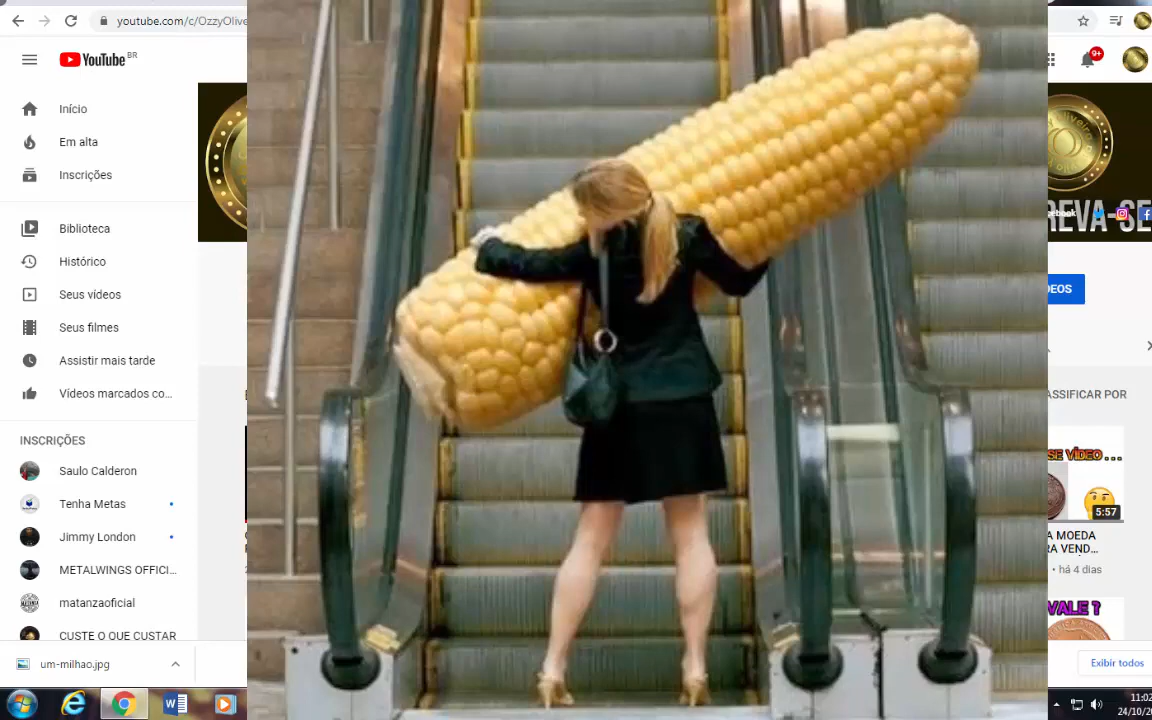 youtube.com/c/OzzyOlive
YouTube BR
9+
Início
Em alta
Inscrições
Biblioteca
Histórico
Seus vídeos
Seus filmes
Assistir mais tarde
Vídeos marcados co...
INSCRIÇÕES
Saulo Calderon
Tenha Metas
Jimmy London
METALWINGS OFFICI...
matanzaoficial
CUSTE O QUE CUSTAR
um-milhao.jpg
REVA-SE
DEOS
ASSIFICAR POR
SE VÍDEO...
5:57
A MOEDA
RA VEND...
• há 4 dias
VALE ?
Exibir todos
11:02
24/10/20